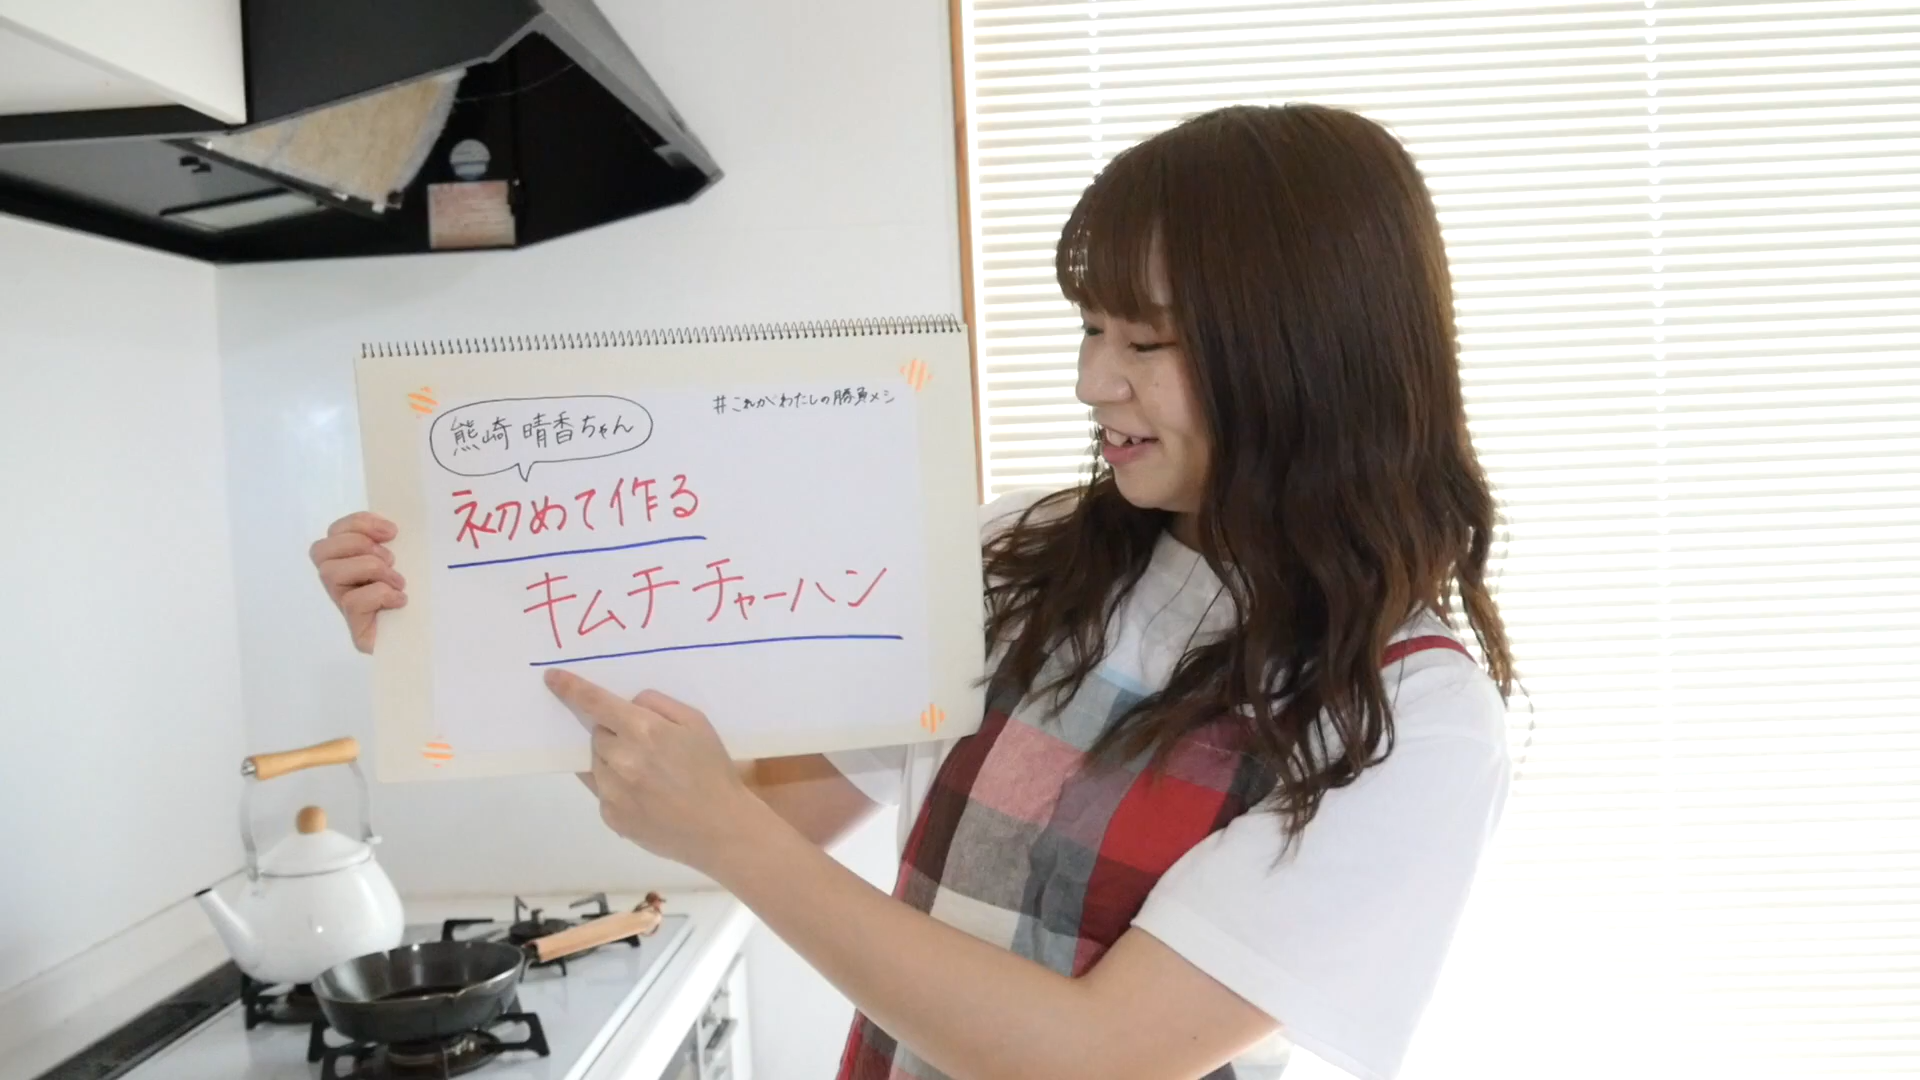 #これがわたしの勝負メシ
熊崎晴香ちゃん
初めて作る
キムチチャーハン